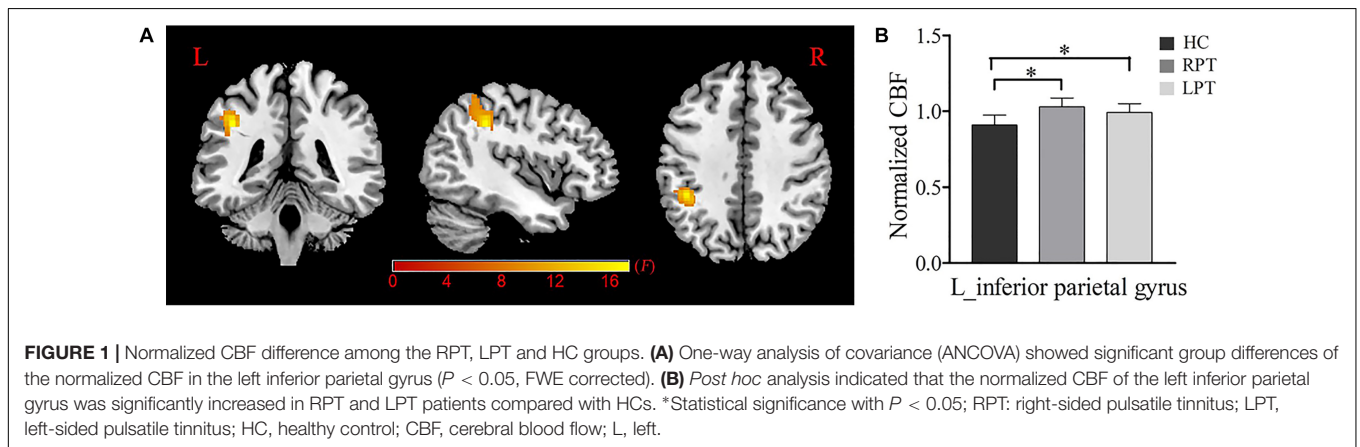 A
L
R
0 4 8 12 16 (F)
B
1.5
1.0
0.5
0.0
Normalized CBF
* *
HC
RPT
LPT
L_inferior parietal gyrus
FIGURE 1 | Normalized CBF difference among the RPT, LPT and HC groups. (A) One-way analysis of covariance (ANCOVA) showed significant group differences of
the normalized CBF in the left inferior parietal gyrus (P < 0.05, FWE corrected). (B) Post hoc analysis indicated that the normalized CBF of the left inferior parietal
gyrus was significantly increased in RPT and LPT patients compared with HCs. *Statistical significance with P < 0.05; RPT: right-sided pulsatile tinnitus; LPT,
left-sided pulsatile tinnitus; HC, healthy control; CBF, cerebral blood flow; L, left.